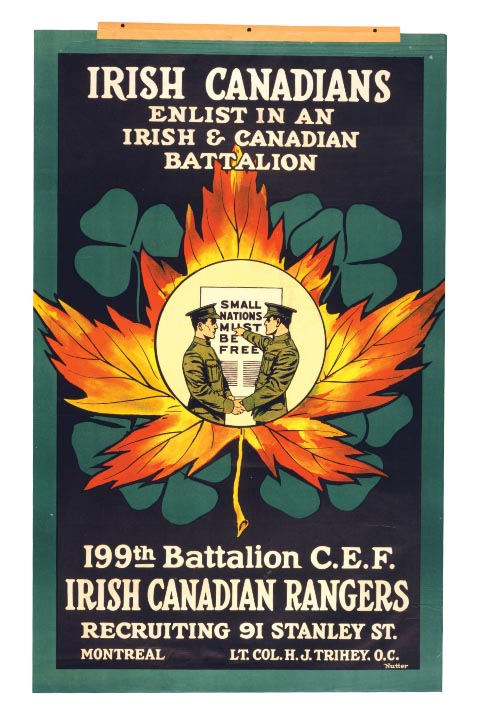 IRISH CANADIANS
ENLIST IN AN
IRISH & CANADIAN
BATTALION
SMALL
NATIONS
MUST
BE
FREE
199th Battalion C.E.F.
IRISH CANADIAN RANGERS
RECRUITING 91 STANLEY ST.
MONTREAL LT. COL. H. J. TRIHEY. O.C.
Nutter